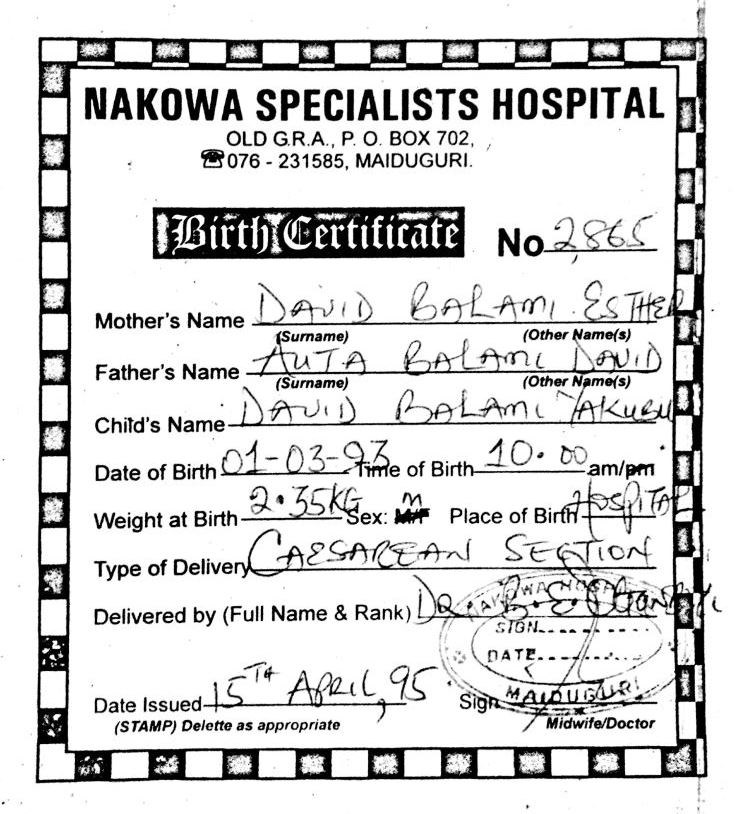 NAKOWA SPECIALISTS HOSPITAL
OLD G.R.A., P. O. BOX 702,
☎076 - 231585, MAIDUGURI.
Birth Certificate No 2865
Mother's Name DAVID BALAMI ESTHER
(Surname) (Other Name(s)
Father's Name AUTA BALAMI DAVID
(Surname) (Other Name(s)
Child's Name DAVID BALAMI YAKUBU
Date of Birth 01-03-93 Time of Birth 10.00 am/pm
Weight at Birth 2.35KG Sex: M/F m Place of Birth HOSPITAL
Type of Delivery CAESAREAN SECTION
Delivered by (Full Name & Rank) Dr B.E.
NAKOWA HOSP
SIGN
DATE
MAIDUGURI
Date Issued 15TH APRIL, 95 Sign
(STAMP) Delette as appropriate Midwife/Doctor